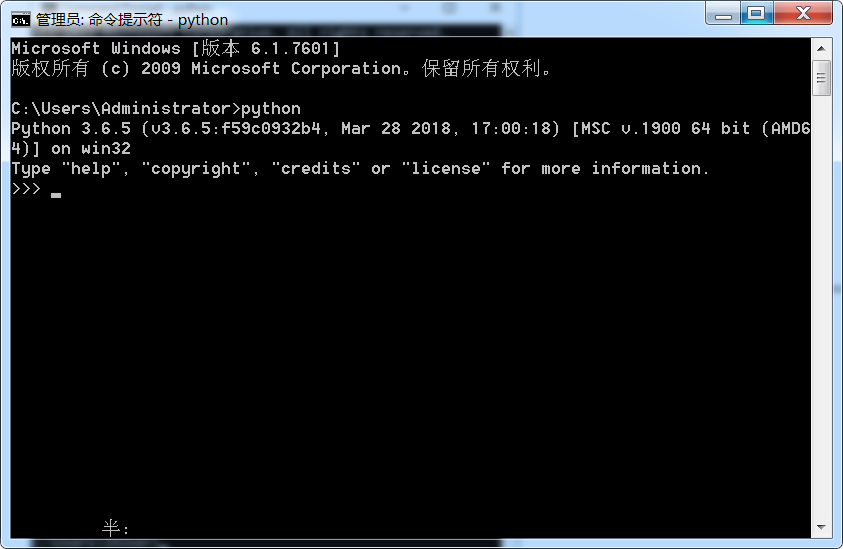 管理员: 命令提示符 - python
Microsoft Windows [版本 6.1.7601]
版权所有 (c) 2009 Microsoft Corporation。保留所有权利。
C:\Users\Administrator>python
Python 3.6.5 (v3.6.5:f59c0932b4, Mar 28 2018, 17:00:18) [MSC v.1900 64 bit (AMD6
4)] on win32
Type "help", "copyright", "credits" or "license" for more information.
>>> _
半: